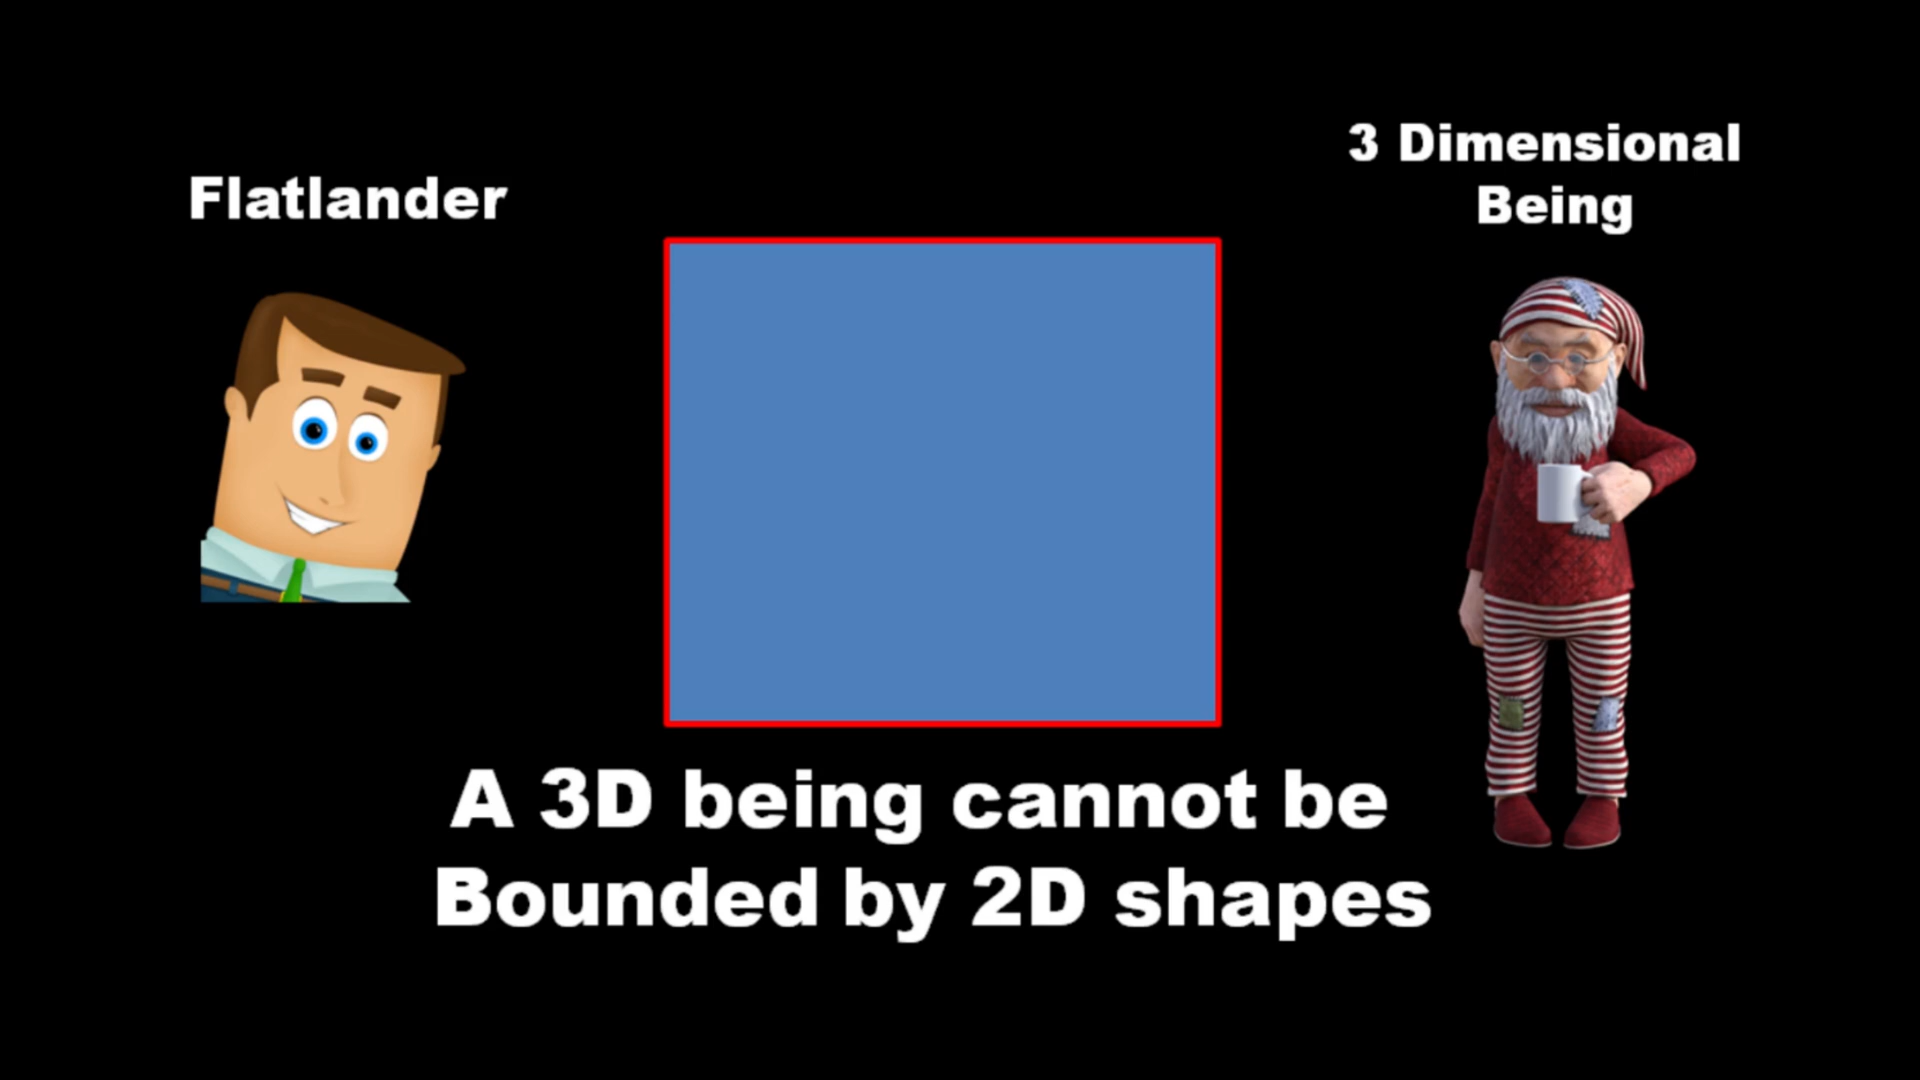 Flatlander
3 Dimensional
Being
A 3D being cannot be
Bounded by 2D shapes